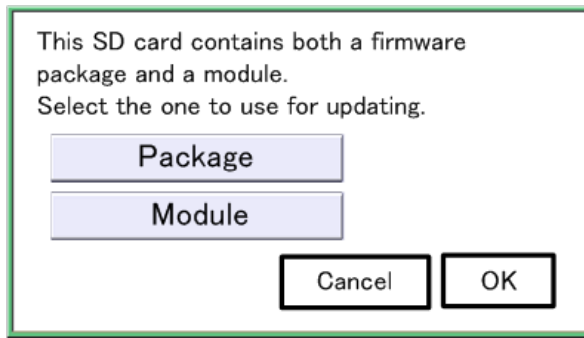 This SD card contains both a firmware
package and a module.
Select the one to use for updating.
Package
Module
Cancel OK